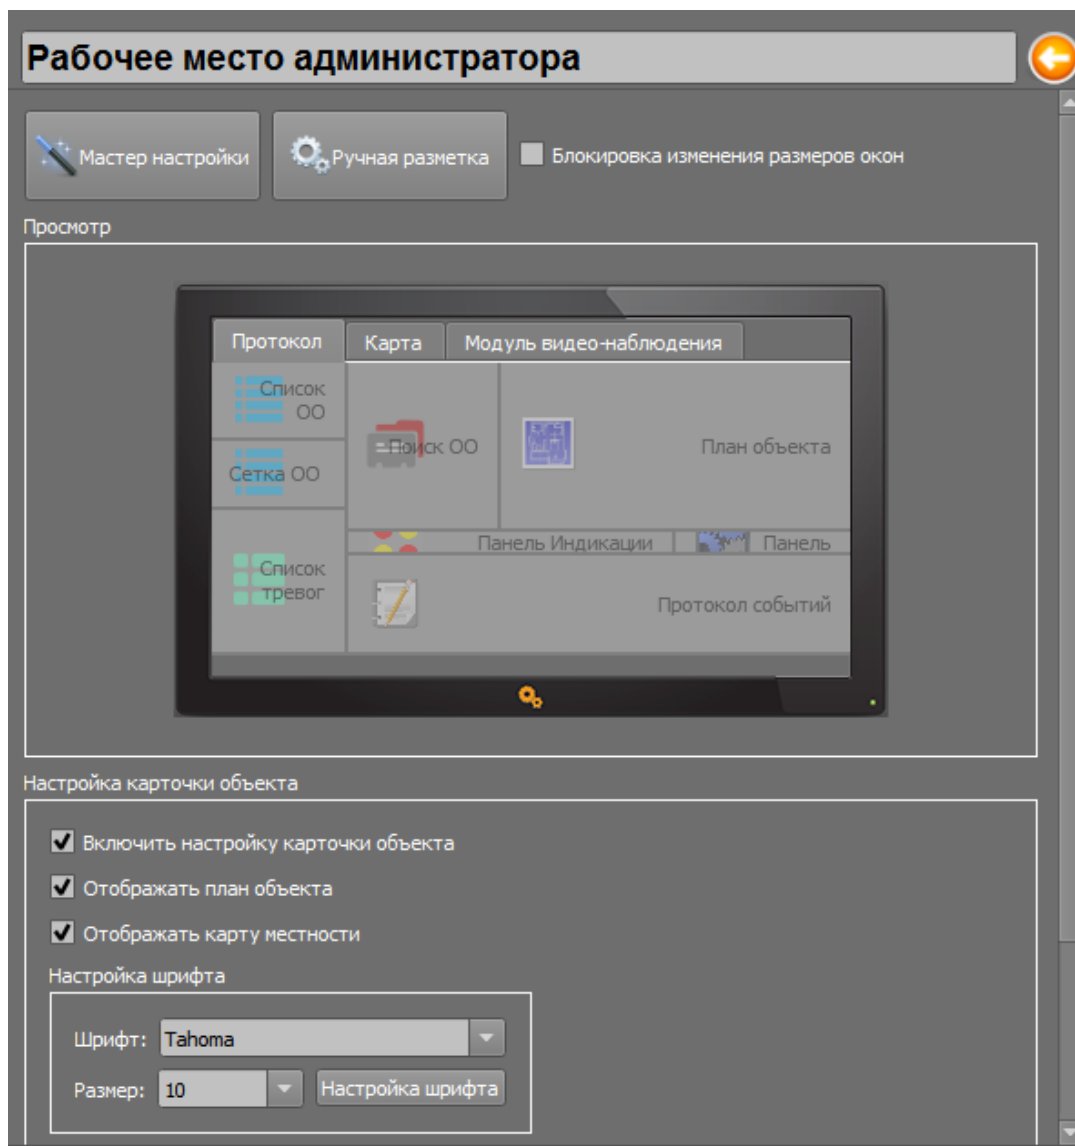 Рабочее место администратора
Мастер настройки
Ручная разметка
Блокировка изменения размеров окон
Просмотр
Протокол
Карта
Модуль видео-наблюдения
Список
ОО
Поиск ОО
План объекта
Сетка ОО
Панель Индикации
Панель
Список
тревог
Протокол событий
Настройка карточки объекта
Включить настройку карточки объекта
Отображать план объекта
Отображать карту местности
Настройка шрифта
Шрифт: Tahoma
Размер: 10 Настройка шрифта